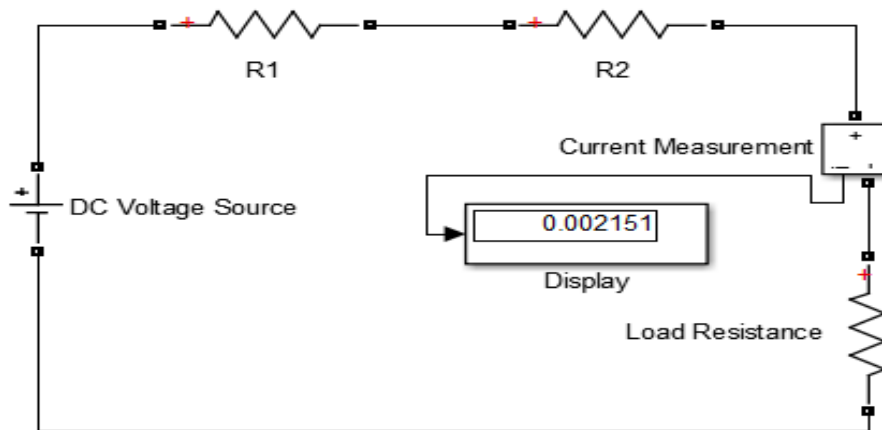 R1
R2
Current Measurement
DC Voltage Source
0.002151
Display
Load Resistance